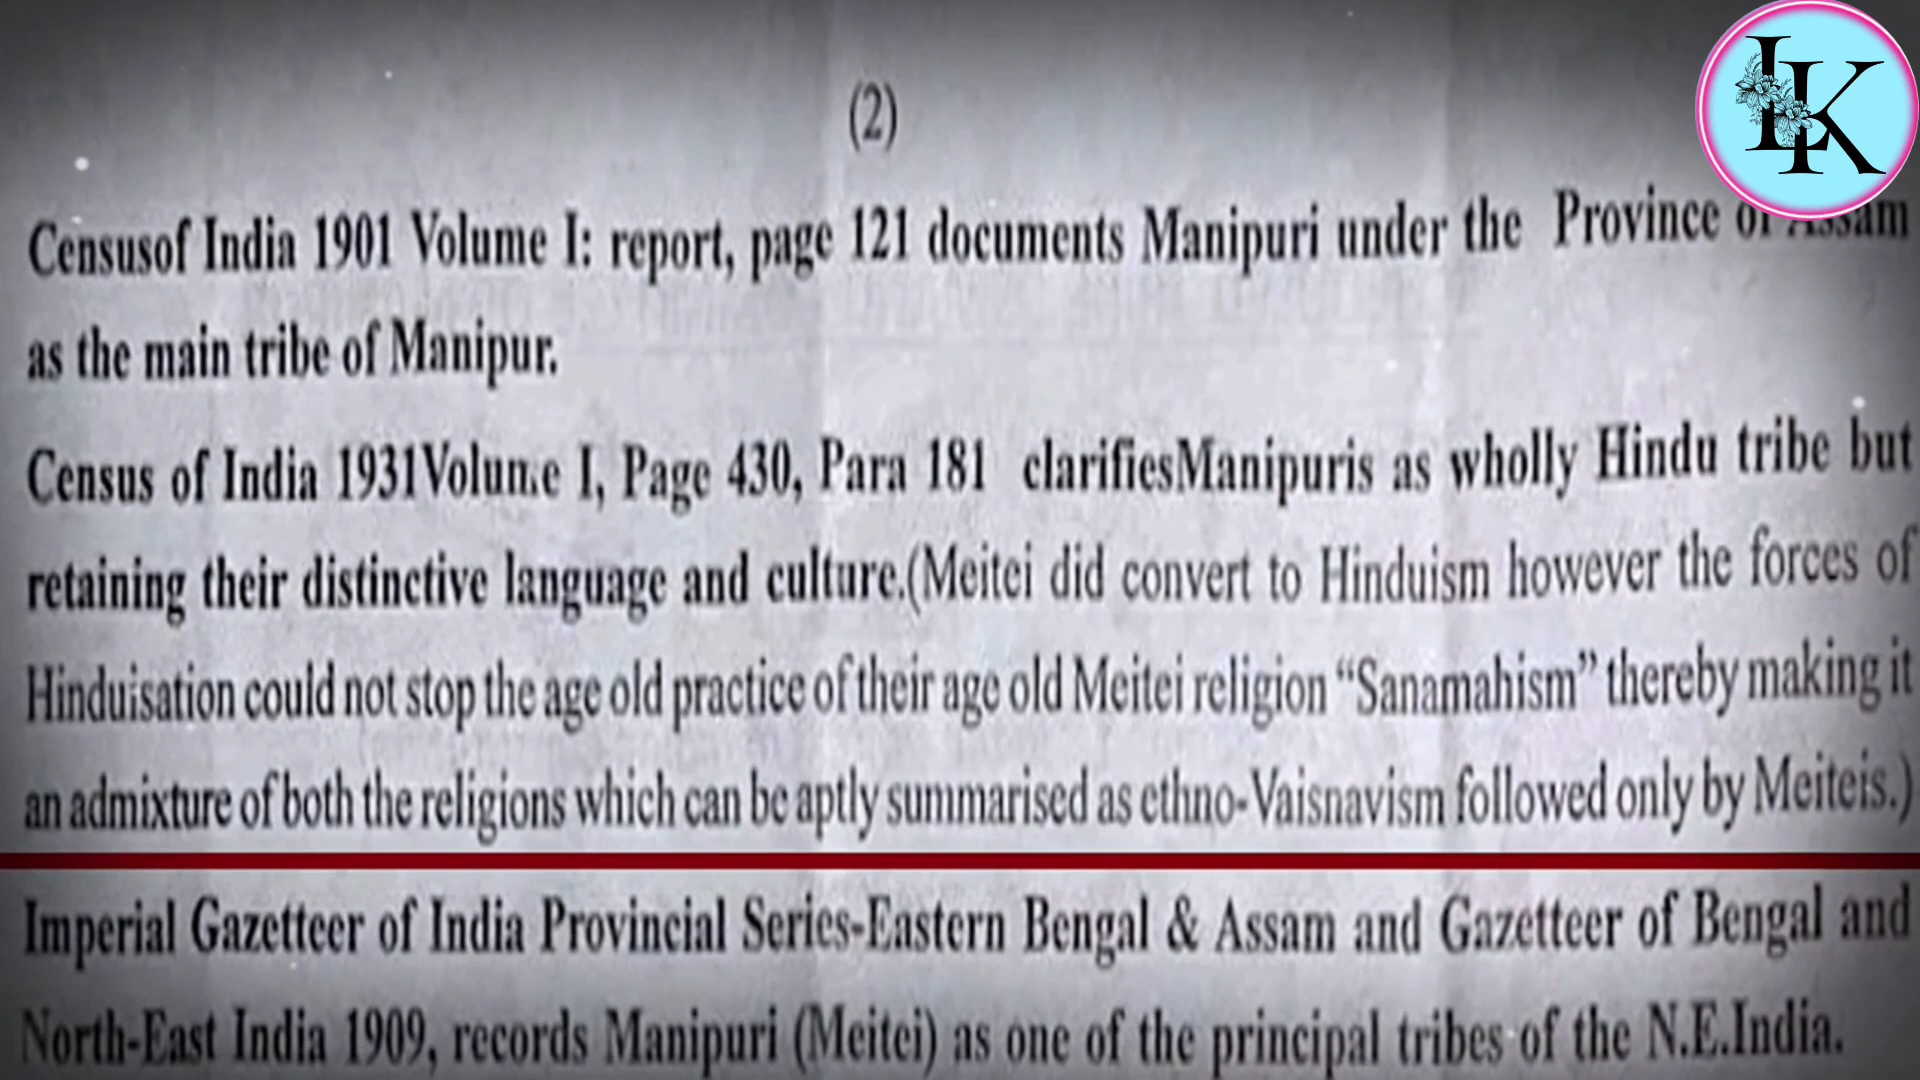 LK
(2)
Censusof India 1901 Volume I: report, page 121 documents Manipuri under the Province of Assam
as the main tribe of Manipur.
Census of India 1931Volume I, Page 430, Para 181 clarifiesManipuris as wholly Hindu tribe but
retaining their distinctive language and culture.(Meitei did convert to Hinduism however the forces of
Hinduisation could not stop the age old practice of their age old Meitei religion “Sanamahism” thereby making it
an admixture of both the religions which can be aptly summarised as ethno-Vaisnavism followed only by Meiteis.)
Imperial Gazetteer of India Provincial Series-Eastern Bengal & Assam and Gazetteer of Bengal and
North-East India 1909, records Manipuri (Meitei) as one of the principal tribes of the N.E.India.